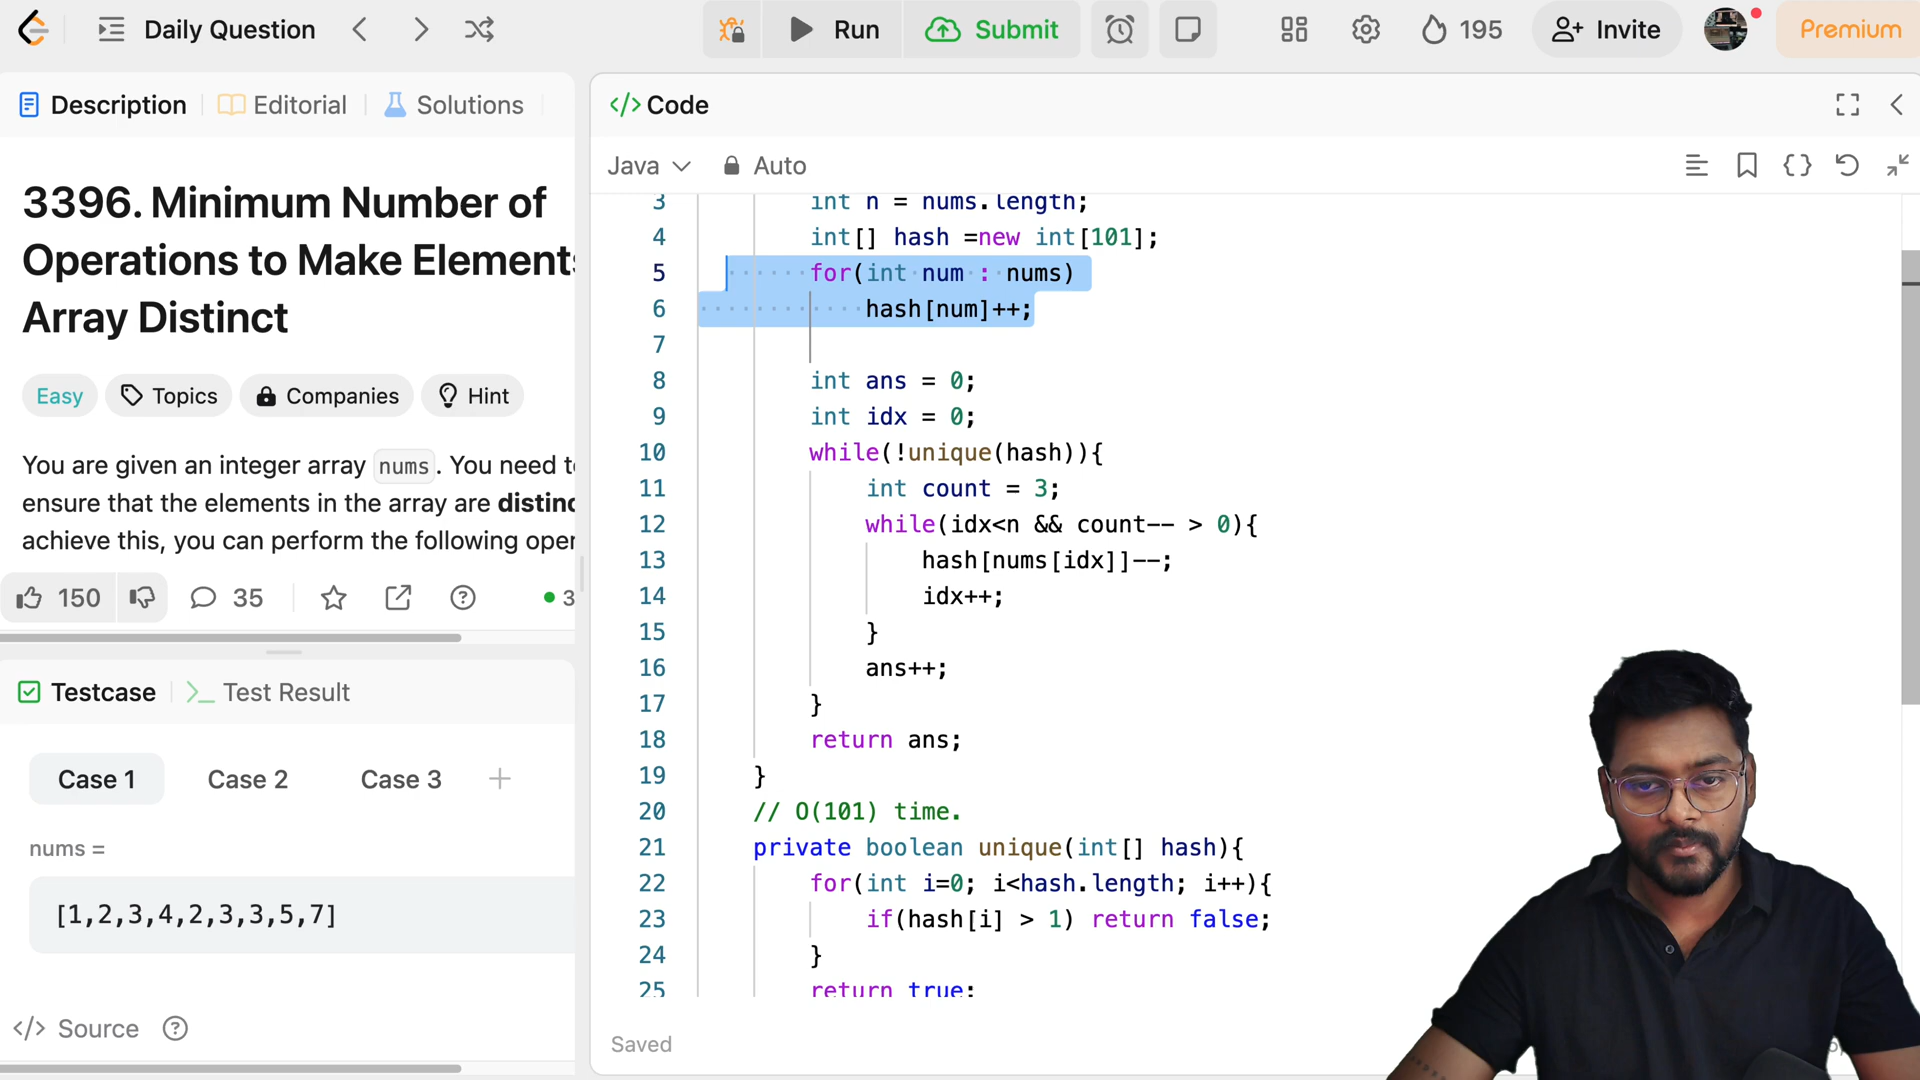 Daily Question
Run
Submit
195
Invite
Premium
Description
Editorial
Solutions
3396. Minimum Number of
Operations to Make Elements
Array Distinct
Easy
Topics
Companies
Hint
You are given an integer array nums. You need to
ensure that the elements in the array are distinc
achieve this, you can perform the following oper
150
35
3
Testcase
Test Result
Case 1
Case 2
Case 3
nums =
[1,2,3,4,2,3,3,5,7]
Source
</> Code
Java
Auto
3 int n = nums.length;
4 int[] hash =new int[101];
5 for(int num : nums)
6 hash[num]++;
7
8 int ans = 0;
9 int idx = 0;
10 while(!unique(hash)){
11 int count = 3;
12 while(idx<n && count-- > 0){
13 hash[nums[idx]]--;
14 idx++;
15 }
16 ans++;
17 }
18 return ans;
19 }
20 // O(101) time.
21 private boolean unique(int[] hash){
22 for(int i=0; i<hash.length; i++){
23 if(hash[i] > 1) return false;
24 }
25 return true;
Saved